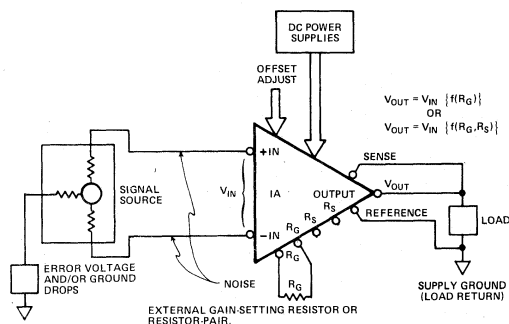 DC POWER
SUPPLIES
OFFSET
ADJUST
V_OUT = V_IN {f(R_G)}
OR
V_OUT = V_IN {f(R_G,R_S)}
SENSE
+IN
SIGNAL
SOURCE
V_IN
IA
OUTPUT
V_OUT
R_S
R_S
REFERENCE
LOAD
-IN
R_G
R_G
ERROR VOLTAGE
AND/OR GROUND
DROPS
NOISE
R_G
SUPPLY GROUND
(LOAD RETURN)
EXTERNAL GAIN-SETTING RESISTOR OR
RESISTOR-PAIR.